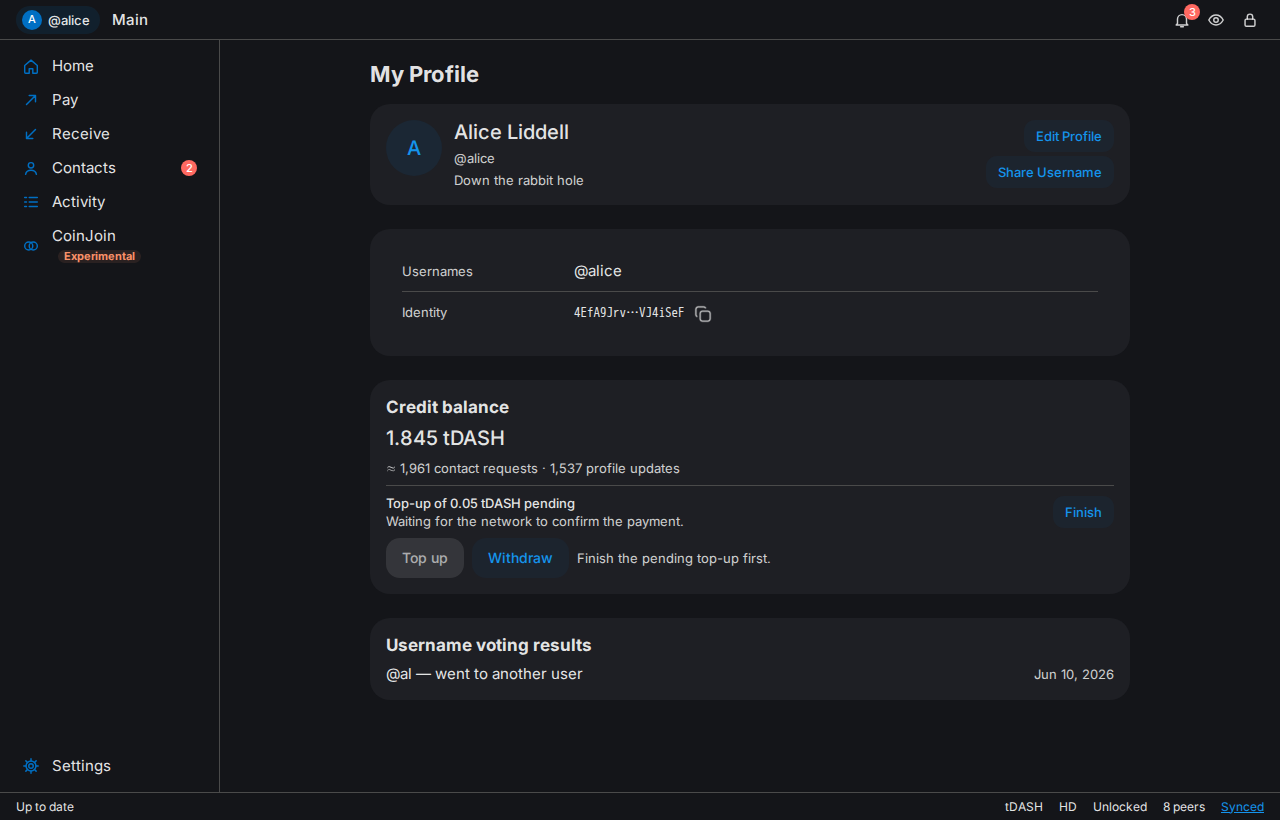 A @alice Main 3
Home
Pay
Receive
Contacts 2
Activity
CoinJoin
Experimental
Settings
My Profile
A
Alice Liddell
@alice
Down the rabbit hole
Edit Profile
Share Username
Usernames @alice
Identity 4EfA9Jrv⋯VJ4iSeF
Credit balance
1.845 tDASH
≈ 1,961 contact requests · 1,537 profile updates
Top-up of 0.05 tDASH pending
Waiting for the network to confirm the payment.
Finish
Top up Withdraw Finish the pending top-up first.
Username voting results
@al — went to another user Jun 10, 2026
Up to date tDASH HD Unlocked 8 peers Synced